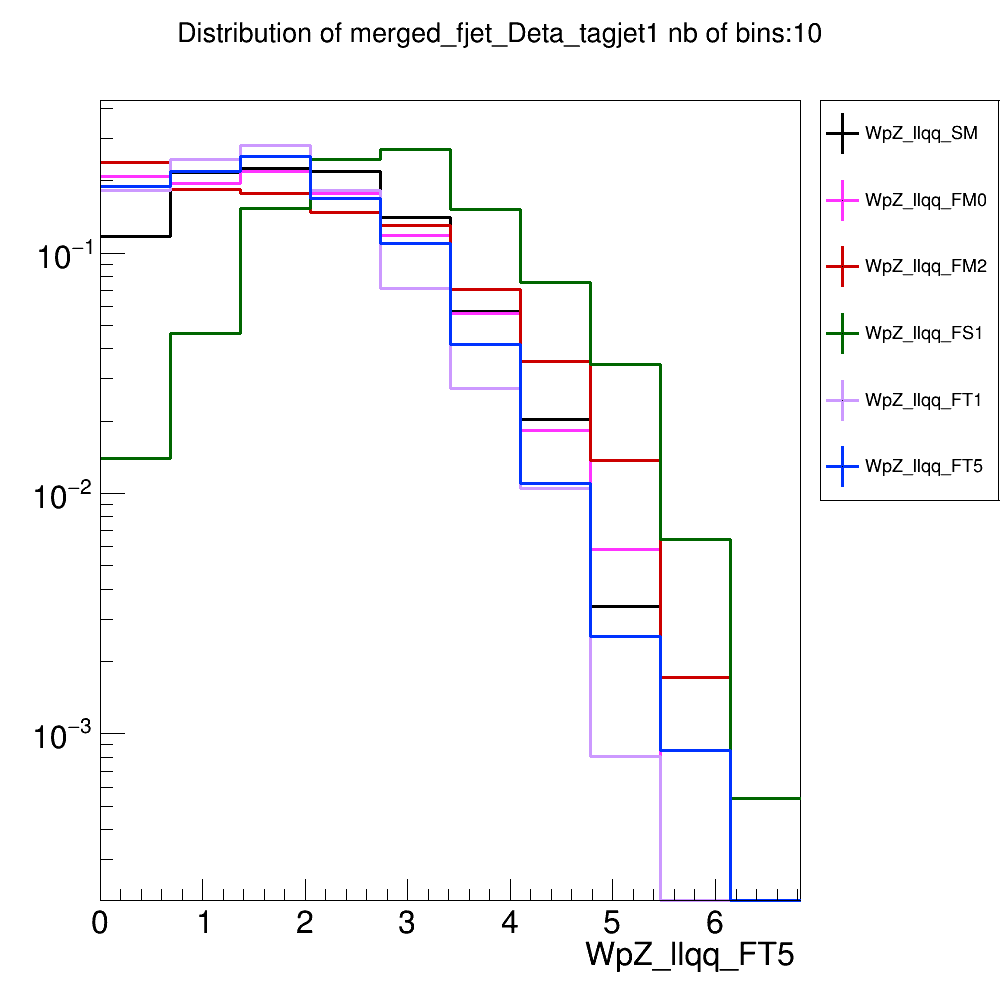 Distribution of merged_fjet_Deta_tagjet1 nb of bins:10
WpZ_llqq_SM
WpZ_llqq_FM0
WpZ_llqq_FM2
WpZ_llqq_FS1
WpZ_llqq_FT1
WpZ_llqq_FT5
10⁻¹
10⁻²
10⁻³
0 1 2 3 4 5 6
WpZ_llqq_FT5